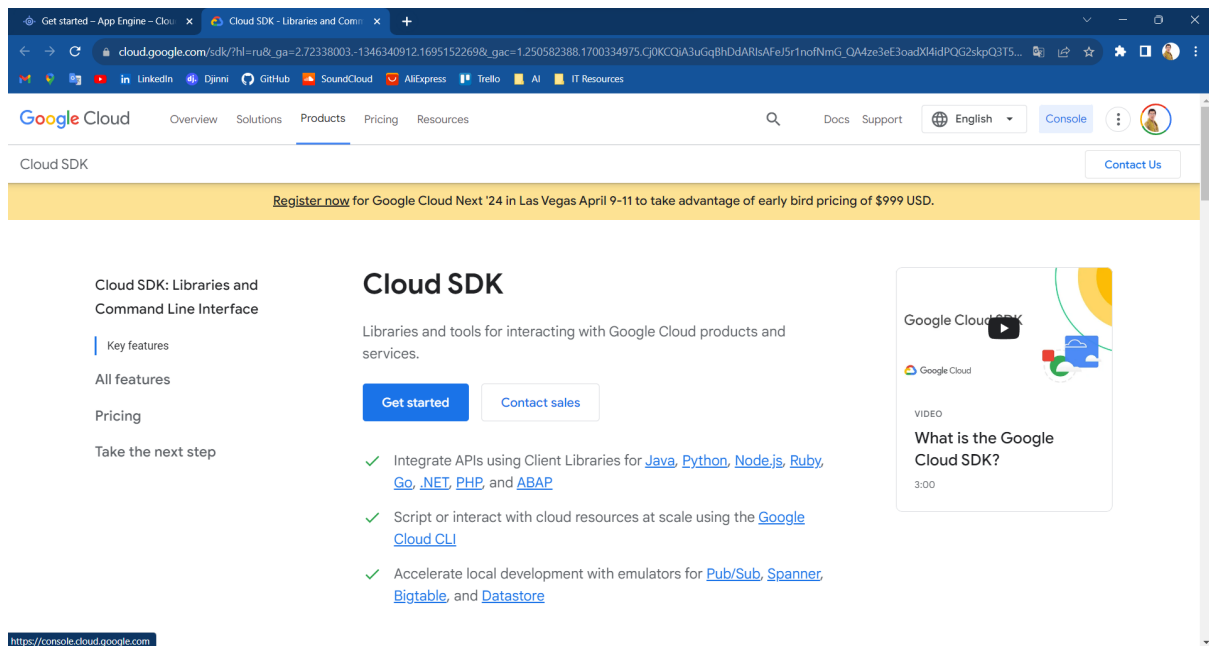 Get started – App Engine – Clou
Cloud SDK - Libraries and Comm
cloud.google.com/sdk/?hl=ru&_ga=2.72338003.-1346340912.1695152269&_gac=1.250582388.1700334975.Cj0KCQiA3uGqBhDdARIsAFeJ5r1nofNmG_QA4ze3eE3oadXl4idPQG2skpQ3T5...
LinkedIn Djinni GitHub SoundCloud AliExpress Trello AI IT Resources
Google Cloud Overview Solutions Products Pricing Resources Docs Support English Console
Cloud SDK Contact Us
Register now for Google Cloud Next '24 in Las Vegas April 9-11 to take advantage of early bird pricing of $999 USD.
Cloud SDK: Libraries and
Command Line Interface
Key features
All features
Pricing
Take the next step
Cloud SDK
Libraries and tools for interacting with Google Cloud products and
services.
Get started Contact sales
Integrate APIs using Client Libraries for Java, Python, Node.js, Ruby,
Go, .NET, PHP, and ABAP
Script or interact with cloud resources at scale using the Google
Cloud CLI
Accelerate local development with emulators for Pub/Sub, Spanner,
Bigtable, and Datastore
Google Cloud SDK
Google Cloud
VIDEO
What is the Google
Cloud SDK?
3:00
https://console.cloud.google.com